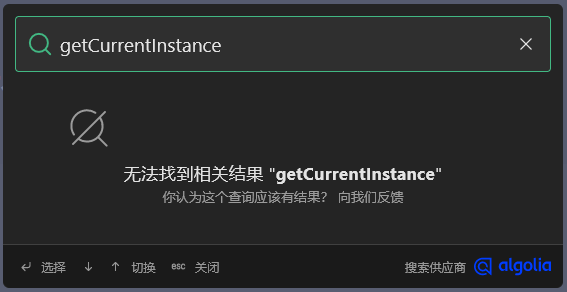 getCurrentInstance
无法找到相关结果 "getCurrentInstance"
你认为这个查询应该有结果? 向我们反馈
选择 切换 esc 关闭 搜索供应商 algolia